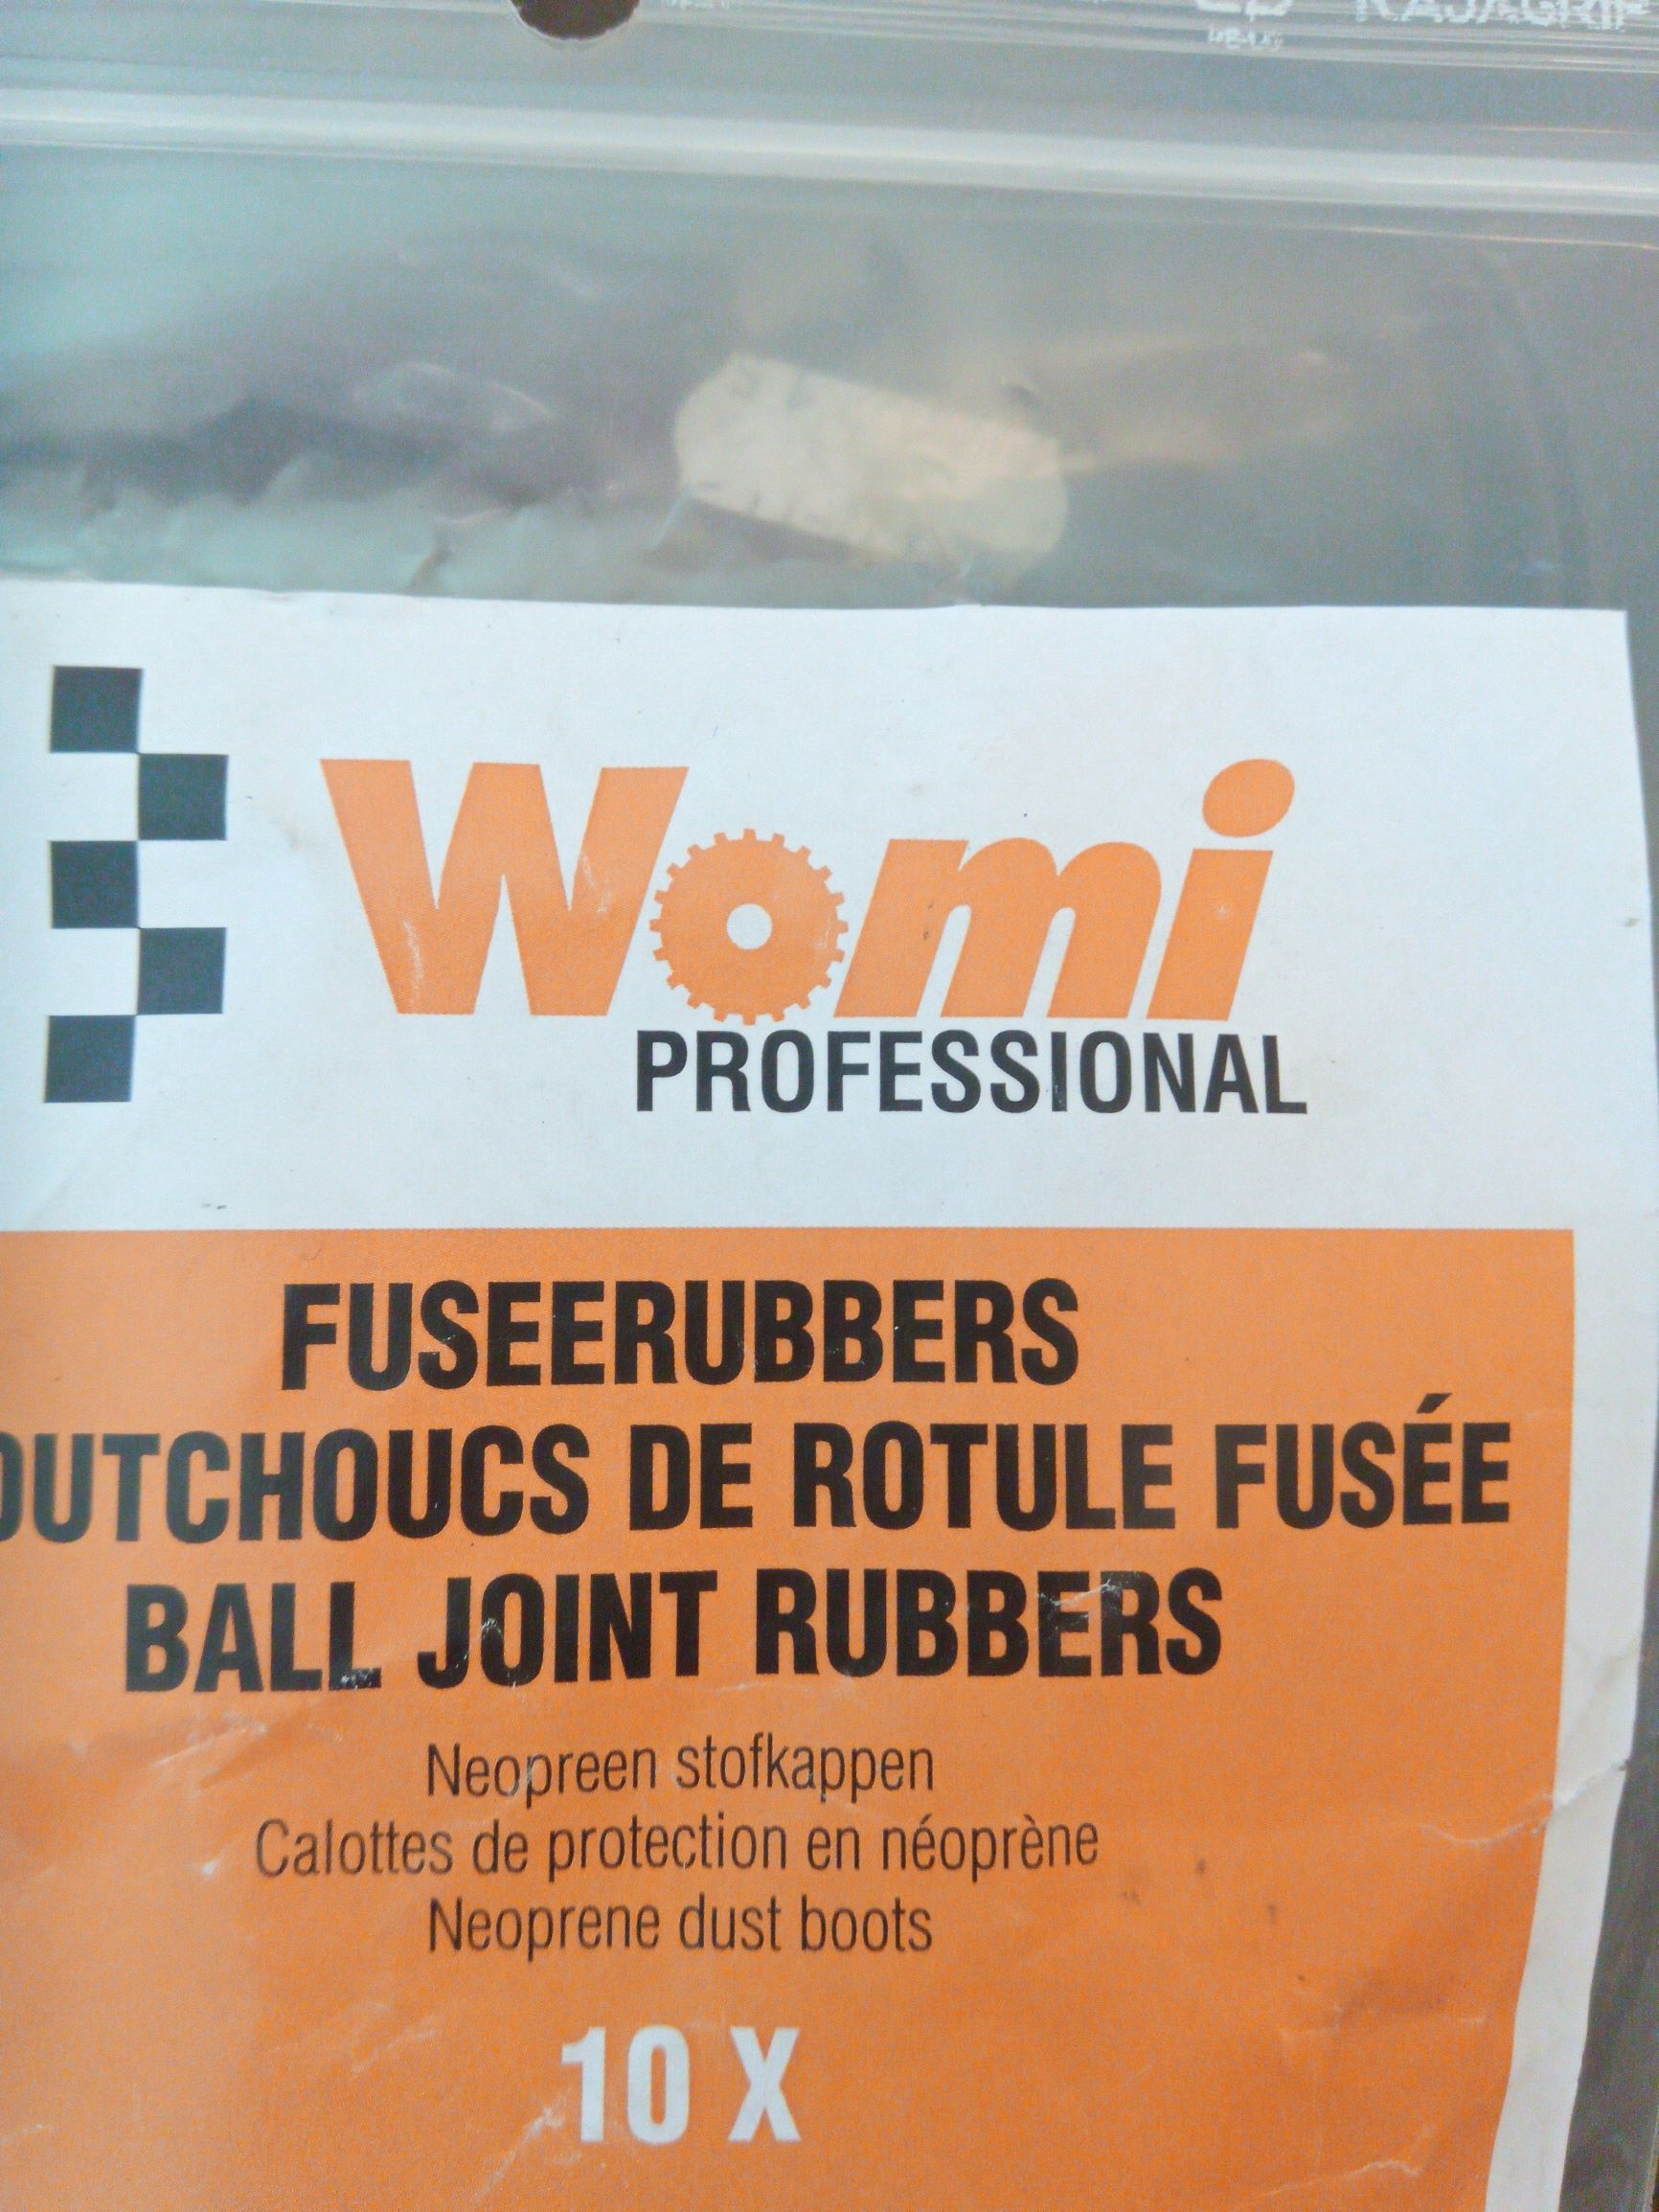 RAJAGRIP
Womi
PROFESSIONAL
FUSEERUBBERS
OUTCHOUCS DE ROTULE FUSÉE
BALL JOINT RUBBERS
Neopreen stofkappen
Calottes de protection en néoprène
Neoprene dust boots
10 X